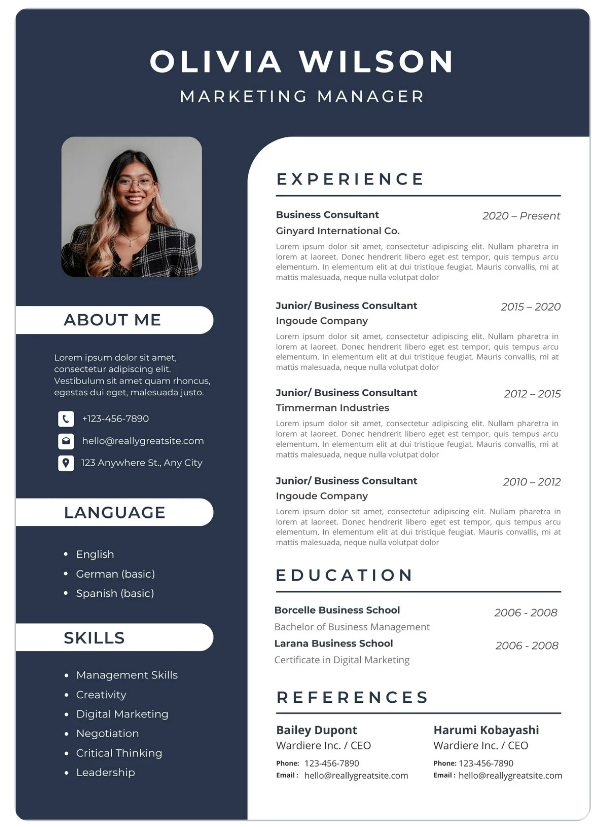 OLIVIA WILSON
MARKETING MANAGER
ABOUT ME
Lorem ipsum dolor sit amet,
consectetur adipiscing elit.
Vestibulum sit amet quam rhoncus,
egestas dui eget, malesuada justo.
+123-456-7890
hello@reallygreatsite.com
123 Anywhere St., Any City
LANGUAGE
English
German (basic)
Spanish (basic)
SKILLS
Management Skills
Creativity
Digital Marketing
Negotiation
Critical Thinking
Leadership
EXPERIENCE
Business Consultant 2020 – Present
Ginyard International Co.
Lorem ipsum dolor sit amet, consectetur adipiscing elit. Nullam pharetra in
lorem at laoreet. Donec hendrerit libero eget est tempor, quis tempus arcu
elementum. In elementum elit at dui tristique feugiat. Mauris convallis, mi at
mattis malesuada, neque nulla volutpat dolor
Junior/ Business Consultant 2015 – 2020
Ingoude Company
Lorem ipsum dolor sit amet, consectetur adipiscing elit. Nullam pharetra in
lorem at laoreet. Donec hendrerit libero eget est tempor, quis tempus arcu
elementum. In elementum elit at dui tristique feugiat. Mauris convallis, mi at
mattis malesuada, neque nulla volutpat dolor
Junior/ Business Consultant 2012 – 2015
Timmerman Industries
Lorem ipsum dolor sit amet, consectetur adipiscing elit. Nullam pharetra in
lorem at laoreet. Donec hendrerit libero eget est tempor, quis tempus arcu
elementum. In elementum elit at dui tristique feugiat. Mauris convallis, mi at
mattis malesuada, neque nulla volutpat dolor
Junior/ Business Consultant 2010 – 2012
Ingoude Company
Lorem ipsum dolor sit amet, consectetur adipiscing elit. Nullam pharetra in
lorem at laoreet. Donec hendrerit libero eget est tempor, quis tempus arcu
elementum. In elementum elit at dui tristique feugiat. Mauris convallis, mi at
mattis malesuada, neque nulla volutpat dolor
EDUCATION
Borcelle Business School 2006 - 2008
Bachelor of Business Management
Larana Business School 2006 - 2008
Certificate in Digital Marketing
REFERENCES
Bailey Dupont
Wardiere Inc. / CEO
Phone: 123-456-7890
Email : hello@reallygreatsite.com
Harumi Kobayashi
Wardiere Inc. / CEO
Phone: 123-456-7890
Email : hello@reallygreatsite.com